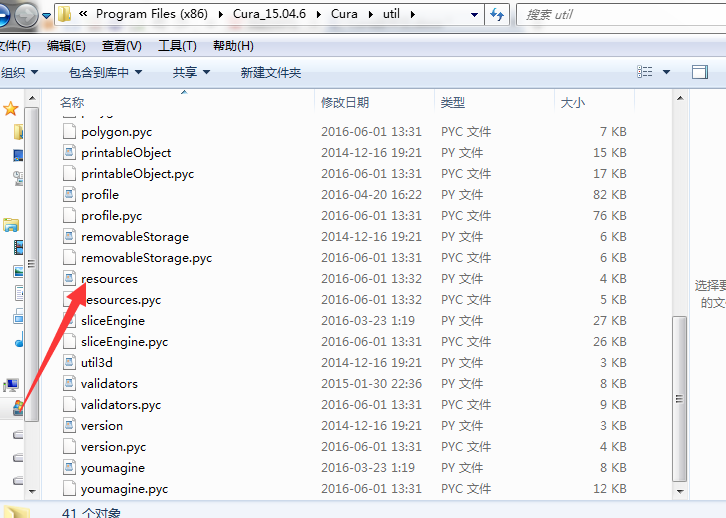 « Program Files (x86) ▸ Cura_15.04.6 ▸ Cura ▸ util ▸ 搜索 util
文件(F) 编辑(E) 查看(V) 工具(T) 帮助(H)
组织 包含到库中 共享 新建文件夹
名称 修改日期 类型 大小
polygon.pyc 2016-06-01 13:31 PYC 文件 7 KB
printableObject 2014-12-16 19:21 PY 文件 15 KB
printableObject.pyc 2016-06-01 13:31 PYC 文件 17 KB
profile 2016-04-20 16:22 PY 文件 82 KB
profile.pyc 2016-06-01 13:31 PYC 文件 76 KB
removableStorage 2014-12-16 19:21 PY 文件 6 KB
removableStorage.pyc 2016-06-01 13:31 PYC 文件 6 KB
resources 2016-06-01 13:32 PY 文件 4 KB
resources.pyc 2016-06-01 13:32 PYC 文件 5 KB
sliceEngine 2016-03-23 1:19 PY 文件 27 KB
sliceEngine.pyc 2016-06-01 13:31 PYC 文件 26 KB
util3d 2014-12-16 19:21 PY 文件 3 KB
validators 2015-01-30 22:36 PY 文件 8 KB
validators.pyc 2016-06-01 13:31 PYC 文件 9 KB
version 2014-12-16 19:21 PY 文件 3 KB
version.pyc 2016-06-01 13:31 PYC 文件 4 KB
youmagine 2016-03-23 1:19 PY 文件 8 KB
youmagine.pyc 2016-06-01 13:31 PYC 文件 12 KB
选择要
的文
41 个对象